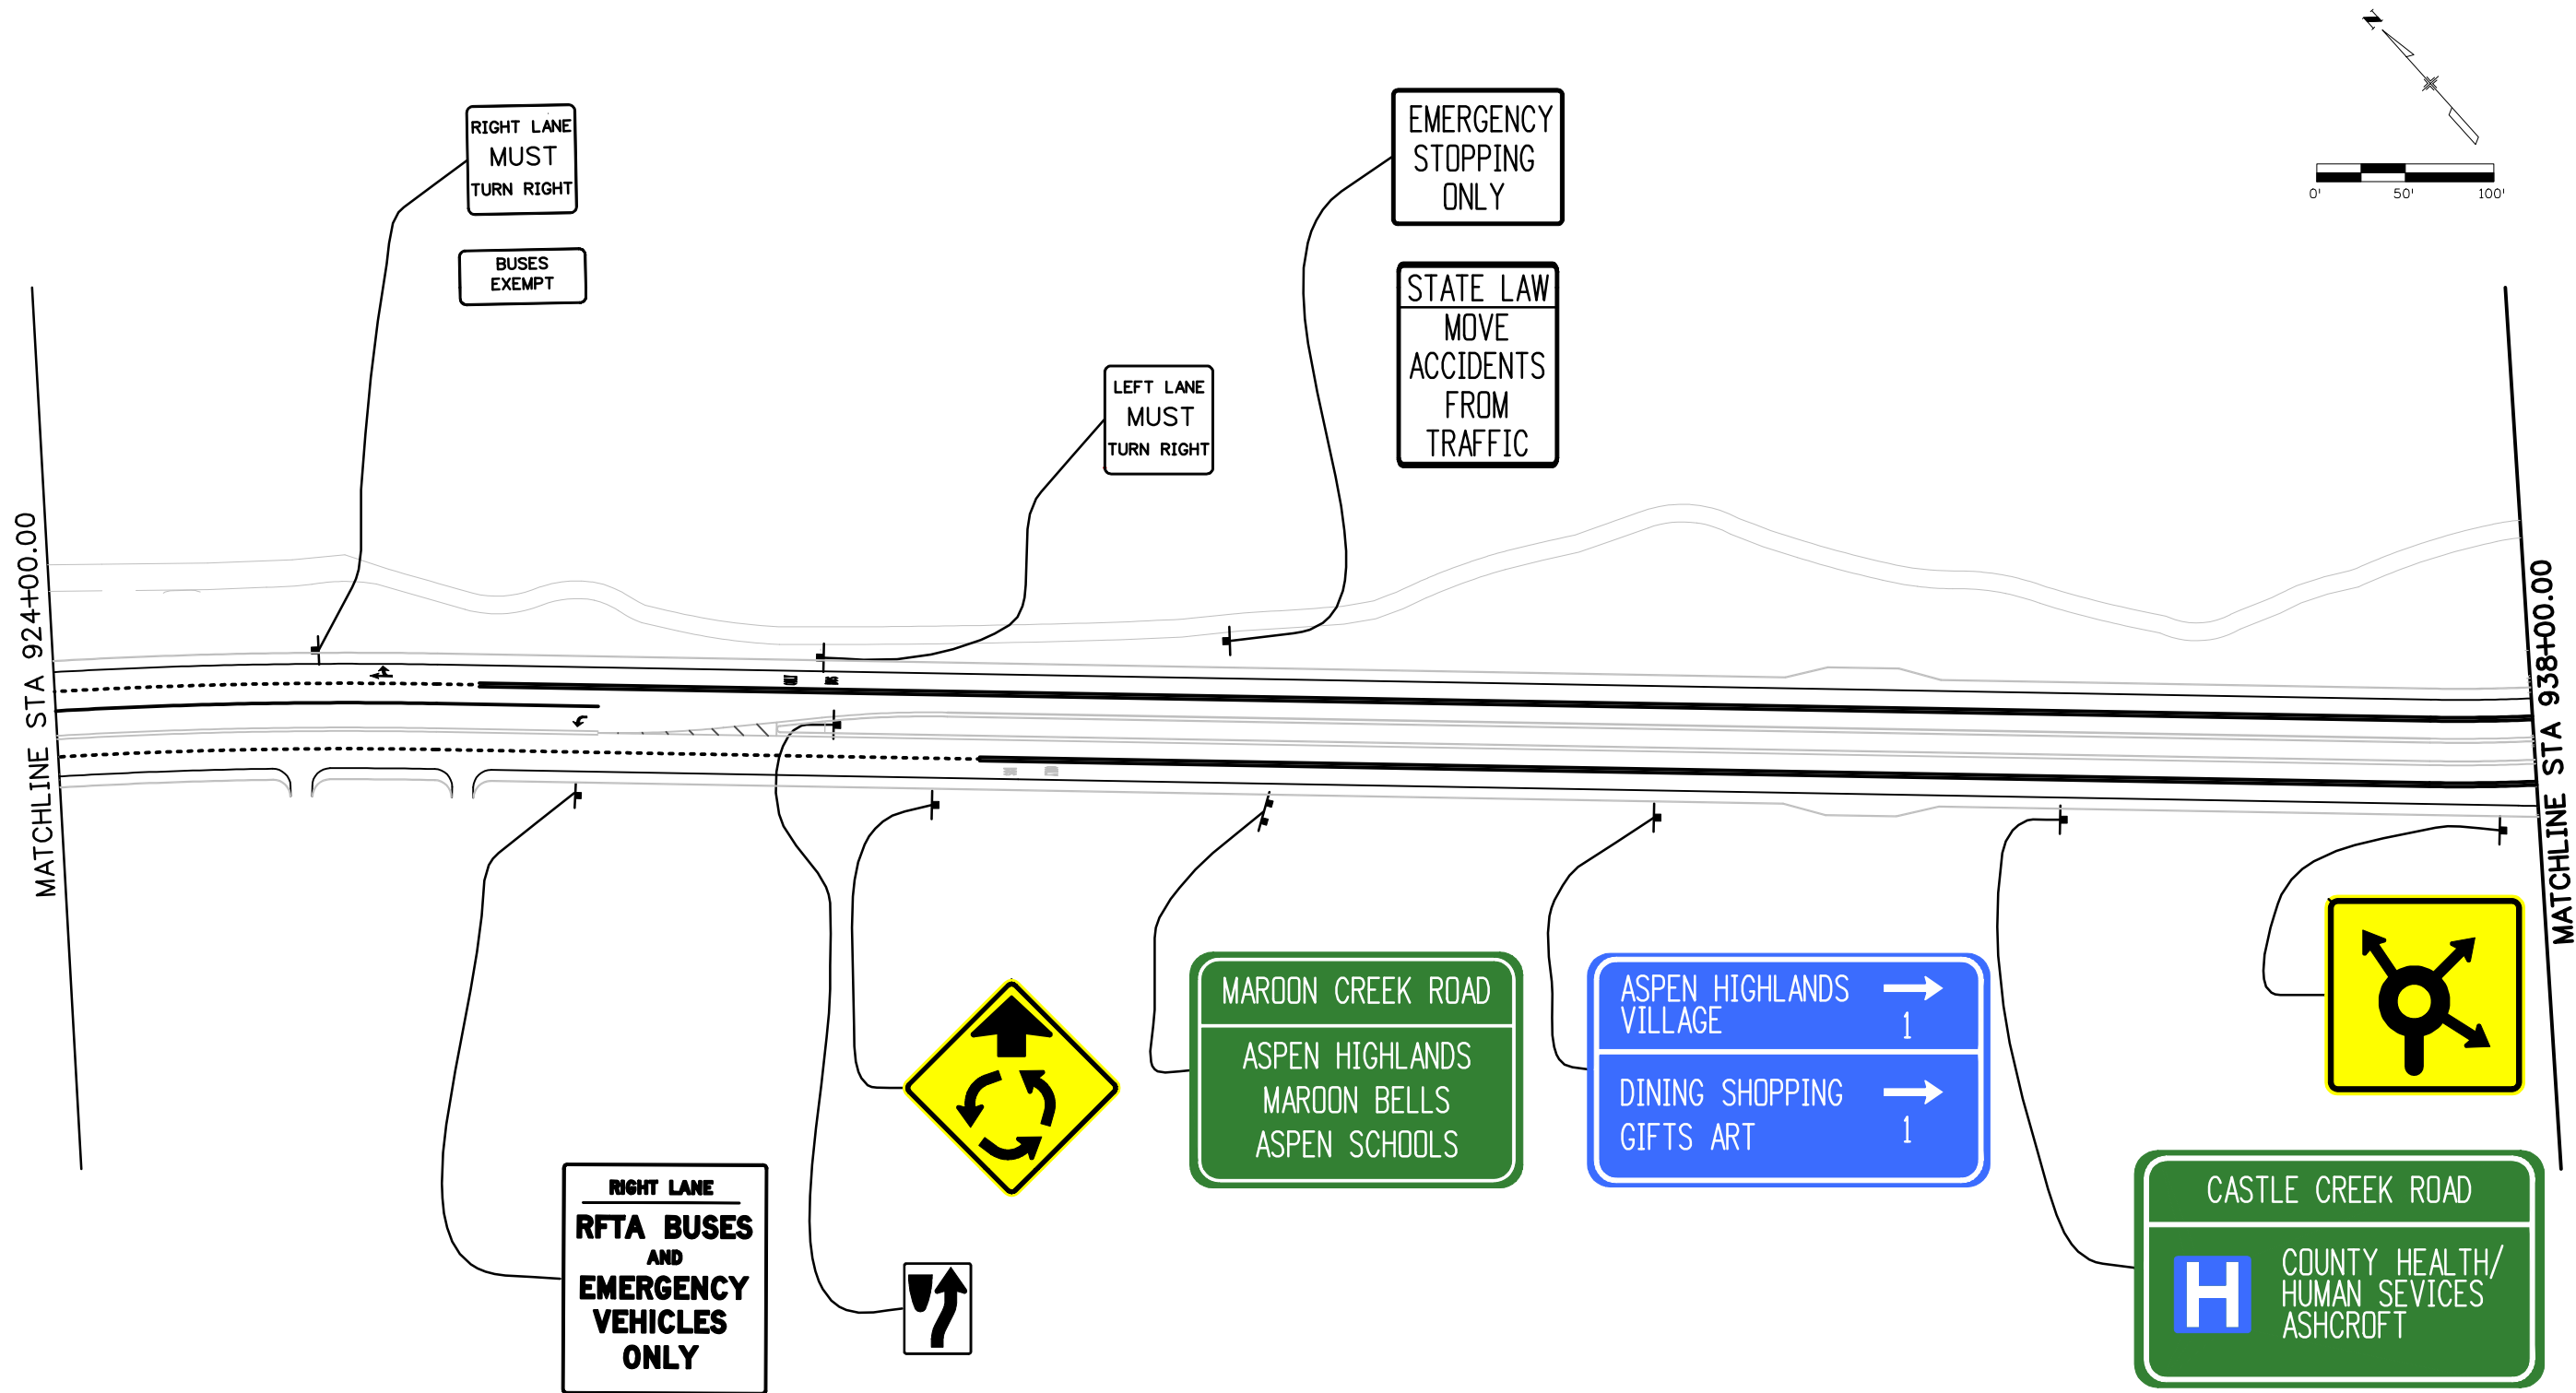 N
0' 50' 100'
RIGHT LANE
MUST
TURN RIGHT
BUSES
EXEMPT
EMERGENCY
STOPPING
ONLY
STATE LAW
MOVE
ACCIDENTS
FROM
TRAFFIC
LEFT LANE
MUST
TURN RIGHT
MATCHLINE STA 924+00.00
MATCHLINE STA 938+00.00
MAROON CREEK ROAD
ASPEN HIGHLANDS
MAROON BELLS
ASPEN SCHOOLS
ASPEN HIGHLANDS
VILLAGE
1
DINING SHOPPING
GIFTS ART
1
RIGHT LANE
RFTA BUSES
AND
EMERGENCY
VEHICLES
ONLY
CASTLE CREEK ROAD
H
COUNTY HEALTH/
HUMAN SEVICES
ASHCROFT